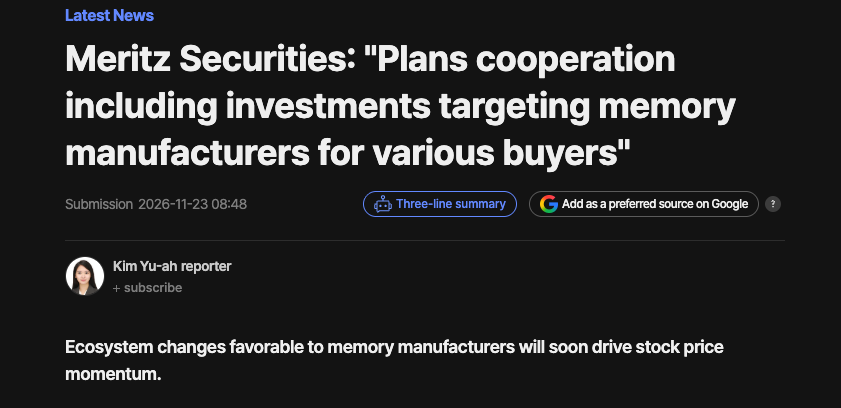 Latest News
Meritz Securities: "Plans cooperation
including investments targeting memory
manufacturers for various buyers"
Submission 2026-11-23 08:48
Three-line summary
Add as a preferred source on Google
?
Kim Yu-ah reporter
+ subscribe
Ecosystem changes favorable to memory manufacturers will soon drive stock price
momentum.